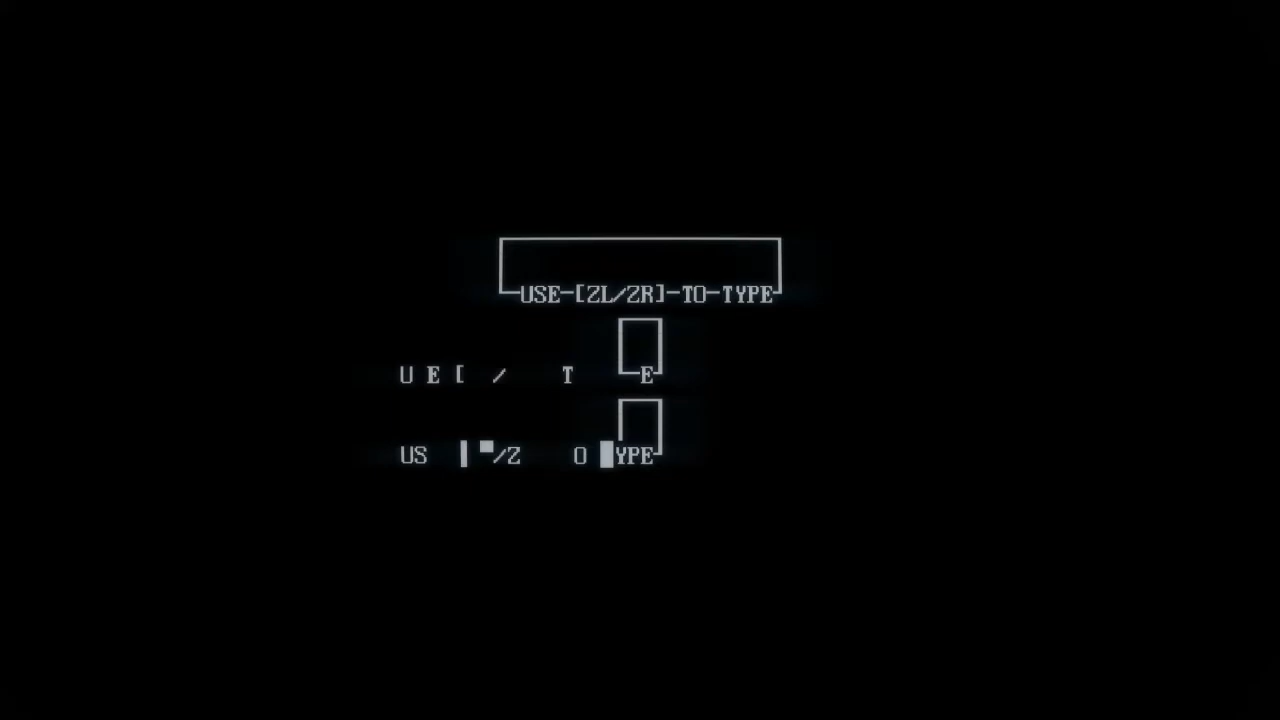 USE-[ZL/ZR]-TO-TYPE
U E [ / T E
US /Z O YPE